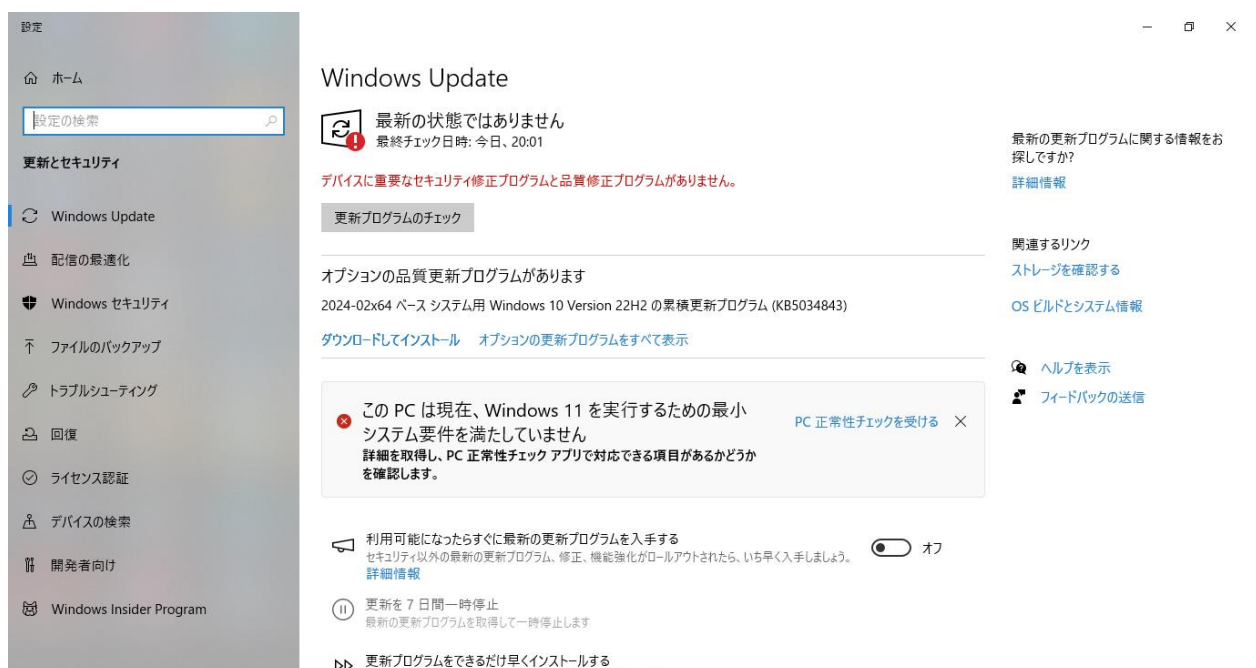 設定
ホーム
設定の検索
更新とセキュリティ
Windows Update
配信の最適化
Windows セキュリティ
ファイルのバックアップ
トラブルシューティング
回復
ライセンス認証
デバイスの検索
開発者向け
Windows Insider Program
Windows Update
最新の状態ではありません
最終チェック日時: 今日、20:01
デバイスに重要なセキュリティ修正プログラムと品質修正プログラムがありません。
更新プログラムのチェック
オプションの品質更新プログラムがあります
2024-02x64 ベース システム用 Windows 10 Version 22H2 の累積更新プログラム (KB5034843)
ダウンロードしてインストール オプションの更新プログラムをすべて表示
この PC は現在、Windows 11 を実行するための最小
システム要件を満たしていません
詳細を取得し、PC 正常性チェック アプリで対応できる項目があるかどうか
を確認します。
PC 正常性チェックを受ける
利用可能になったらすぐに最新の更新プログラムを入手する
セキュリティ以外の最新の更新プログラム、修正、機能強化がロールアウトされたら、いち早く入手しましょう。
詳細情報
オフ
更新を 7 日間一時停止
最新の更新プログラムを取得して一時停止します
更新プログラムをできるだけ早くインストールする
最新の更新プログラムに関する情報をお
探しですか?
詳細情報
関連するリンク
ストレージを確認する
OS ビルドとシステム情報
ヘルプを表示
フィードバックの送信